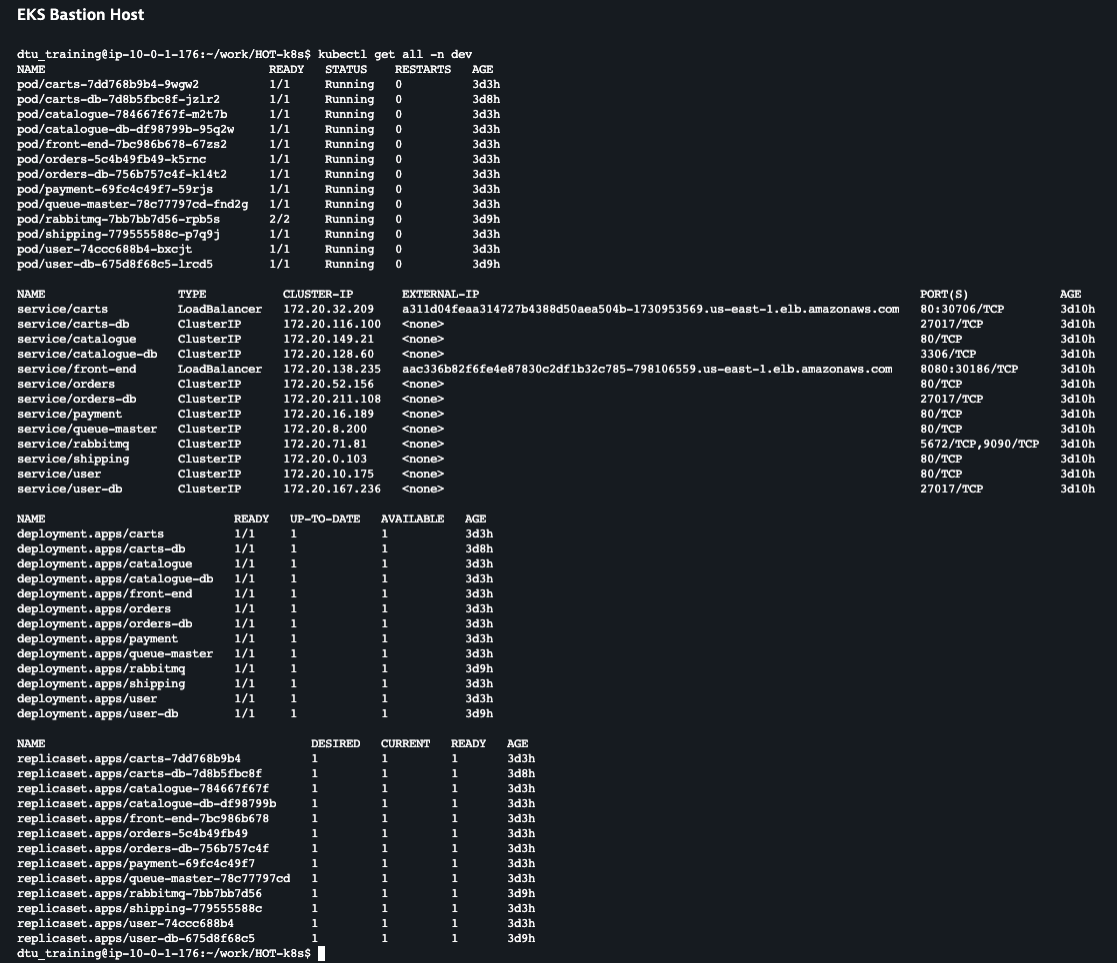 EKS Bastion Host
dtu_training@ip-10-0-1-176:~/work/HOT-k8s$ kubectl get all -n dev
NAME READY STATUS RESTARTS AGE
pod/carts-7dd768b9b4-9wgw2 1/1 Running 0 3d3h
pod/carts-db-7d8b5fbc8f-jzlr2 1/1 Running 0 3d8h
pod/catalogue-784667f67f-m2t7b 1/1 Running 0 3d3h
pod/catalogue-db-df98799b-95q2w 1/1 Running 0 3d3h
pod/front-end-7bc986b678-67zs2 1/1 Running 0 3d3h
pod/orders-5c4b49fb49-k5rnc 1/1 Running 0 3d3h
pod/orders-db-756b757c4f-kl4t2 1/1 Running 0 3d3h
pod/payment-69fc4c49f7-59rjs 1/1 Running 0 3d3h
pod/queue-master-78c77797cd-fnd2g 1/1 Running 0 3d3h
pod/rabbitmq-7bb7bb7d56-rpb5s 2/2 Running 0 3d9h
pod/shipping-779555588c-p7q9j 1/1 Running 0 3d3h
pod/user-74ccc688b4-bxcjt 1/1 Running 0 3d3h
pod/user-db-675d8f68c5-lrcd5 1/1 Running 0 3d9h
NAME TYPE CLUSTER-IP EXTERNAL-IP PORT(S) AGE
service/carts LoadBalancer 172.20.32.209 a311d04feaa314727b4388d50aea504b-1730953569.us-east-1.elb.amazonaws.com 80:30706/TCP 3d10h
service/carts-db ClusterIP 172.20.116.100 <none> 27017/TCP 3d10h
service/catalogue ClusterIP 172.20.149.21 <none> 80/TCP 3d10h
service/catalogue-db ClusterIP 172.20.128.60 <none> 3306/TCP 3d10h
service/front-end LoadBalancer 172.20.138.235 aac336b82f6fe4e87830c2df1b32c785-798106559.us-east-1.elb.amazonaws.com 8080:30186/TCP 3d10h
service/orders ClusterIP 172.20.52.156 <none> 80/TCP 3d10h
service/orders-db ClusterIP 172.20.211.108 <none> 27017/TCP 3d10h
service/payment ClusterIP 172.20.16.189 <none> 80/TCP 3d10h
service/queue-master ClusterIP 172.20.8.200 <none> 80/TCP 3d10h
service/rabbitmq ClusterIP 172.20.71.81 <none> 5672/TCP,9090/TCP 3d10h
service/shipping ClusterIP 172.20.0.103 <none> 80/TCP 3d10h
service/user ClusterIP 172.20.10.175 <none> 80/TCP 3d10h
service/user-db ClusterIP 172.20.167.236 <none> 27017/TCP 3d10h
NAME READY UP-TO-DATE AVAILABLE AGE
deployment.apps/carts 1/1 1 1 3d3h
deployment.apps/carts-db 1/1 1 1 3d8h
deployment.apps/catalogue 1/1 1 1 3d3h
deployment.apps/catalogue-db 1/1 1 1 3d3h
deployment.apps/front-end 1/1 1 1 3d3h
deployment.apps/orders 1/1 1 1 3d3h
deployment.apps/orders-db 1/1 1 1 3d3h
deployment.apps/payment 1/1 1 1 3d3h
deployment.apps/queue-master 1/1 1 1 3d3h
deployment.apps/rabbitmq 1/1 1 1 3d9h
deployment.apps/shipping 1/1 1 1 3d3h
deployment.apps/user 1/1 1 1 3d3h
deployment.apps/user-db 1/1 1 1 3d9h
NAME DESIRED CURRENT READY AGE
replicaset.apps/carts-7dd768b9b4 1 1 1 3d3h
replicaset.apps/carts-db-7d8b5fbc8f 1 1 1 3d8h
replicaset.apps/catalogue-784667f67f 1 1 1 3d3h
replicaset.apps/catalogue-db-df98799b 1 1 1 3d3h
replicaset.apps/front-end-7bc986b678 1 1 1 3d3h
replicaset.apps/orders-5c4b49fb49 1 1 1 3d3h
replicaset.apps/orders-db-756b757c4f 1 1 1 3d3h
replicaset.apps/payment-69fc4c49f7 1 1 1 3d3h
replicaset.apps/queue-master-78c77797cd 1 1 1 3d3h
replicaset.apps/rabbitmq-7bb7bb7d56 1 1 1 3d9h
replicaset.apps/shipping-779555588c 1 1 1 3d3h
replicaset.apps/user-74ccc688b4 1 1 1 3d3h
replicaset.apps/user-db-675d8f68c5 1 1 1 3d9h
dtu_training@ip-10-0-1-176:~/work/HOT-k8s$